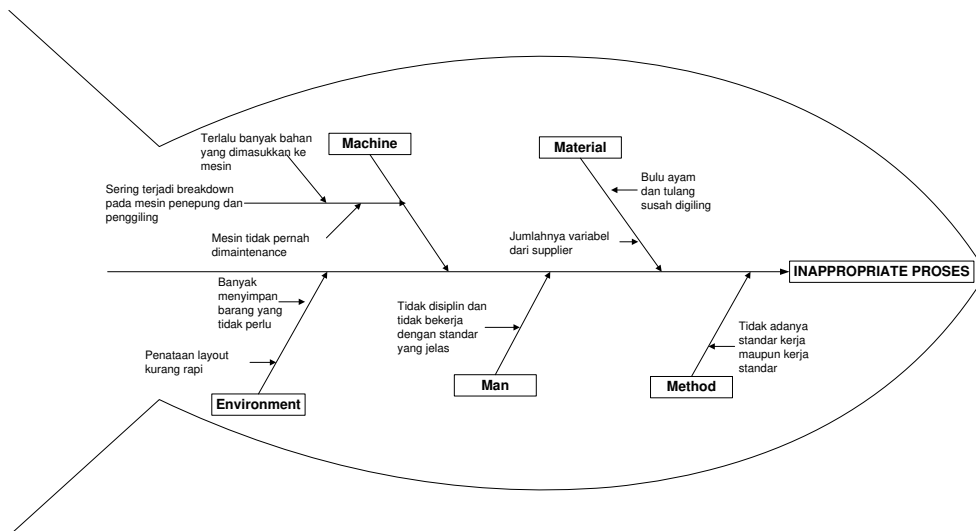 Terlalu banyak bahan
yang dimasukkan ke
mesin
Machine
Material
Bulu ayam
dan tulang
susah digiling
Sering terjadi breakdown
pada mesin penepung dan
penggiling
Mesin tidak pernah
dimaintenance
Jumlahnya variabel
dari supplier
INAPPROPRIATE PROSES
Banyak
menyimpan
barang yang
tidak perlu
Tidak disiplin dan
tidak bekerja
dengan standar
yang jelas
Tidak adanya
standar kerja
maupun kerja
standar
Penataan layout
kurang rapi
Environment
Man
Method